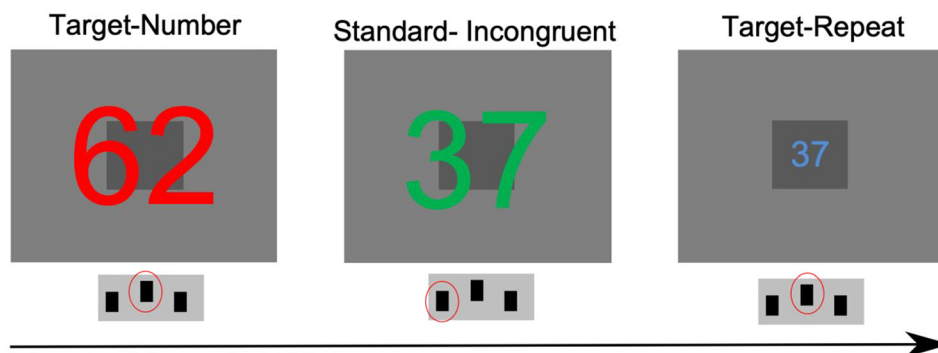 Target-Number
Standard- Incongruent
Target-Repeat
62
37
37